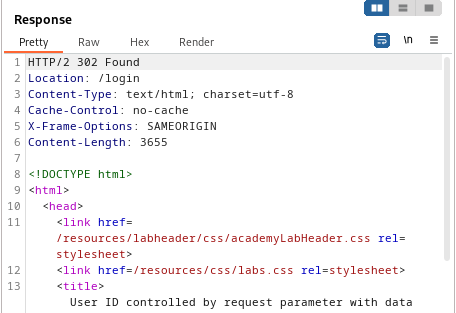 Response
Pretty Raw Hex Render \n
1 HTTP/2 302 Found
2 Location: /login
3 Content-Type: text/html; charset=utf-8
4 Cache-Control: no-cache
5 X-Frame-Options: SAMEORIGIN
6 Content-Length: 3655
7
8 <!DOCTYPE html>
9 <html>
10 <head>
11 <link href=
/resources/labheader/css/academyLabHeader.css rel=
stylesheet>
12 <link href=/resources/css/labs.css rel=stylesheet>
13 <title>
User ID controlled by request parameter with data